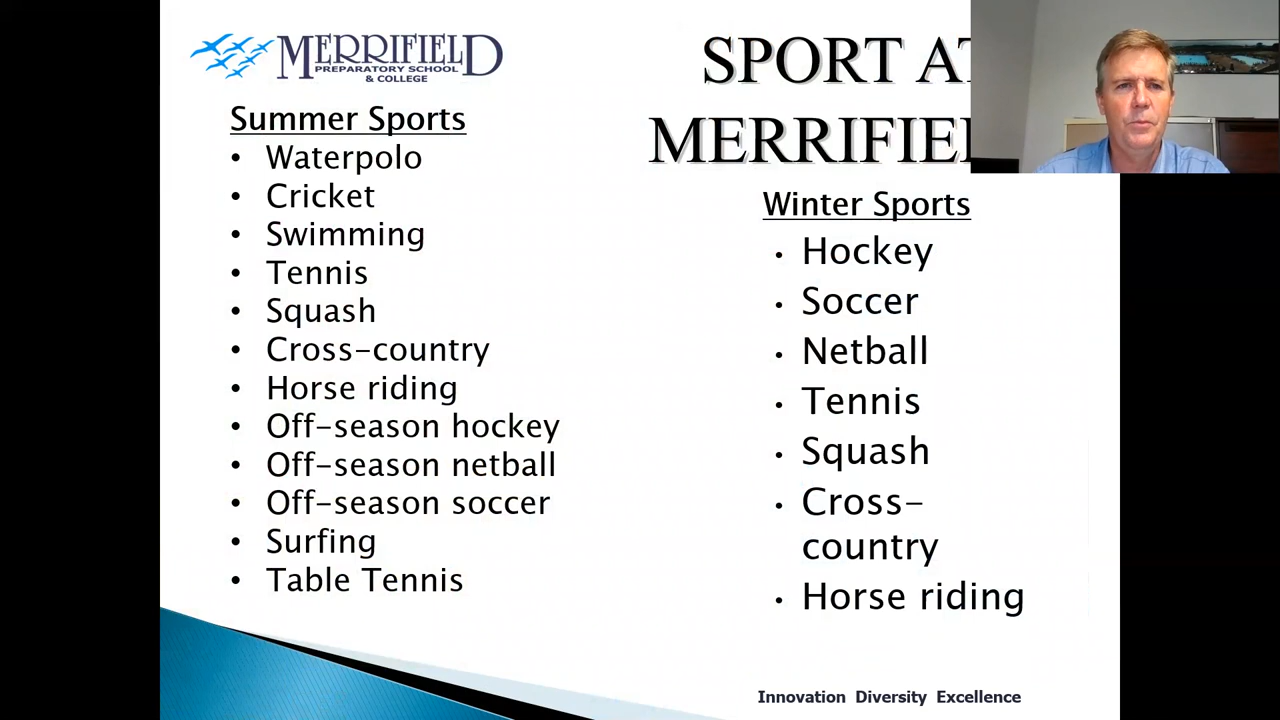 MERRIFIELD
PREPARATORY SCHOOL
& COLLEGE
SPORT AT
MERRIFIE
Summer Sports
• Waterpolo
• Cricket
• Swimming
• Tennis
• Squash
• Cross-country
• Horse riding
• Off-season hockey
• Off-season netball
• Off-season soccer
• Surfing
• Table Tennis
Winter Sports
• Hockey
• Soccer
• Netball
• Tennis
• Squash
• Cross-
country
• Horse riding
Innovation Diversity Excellence